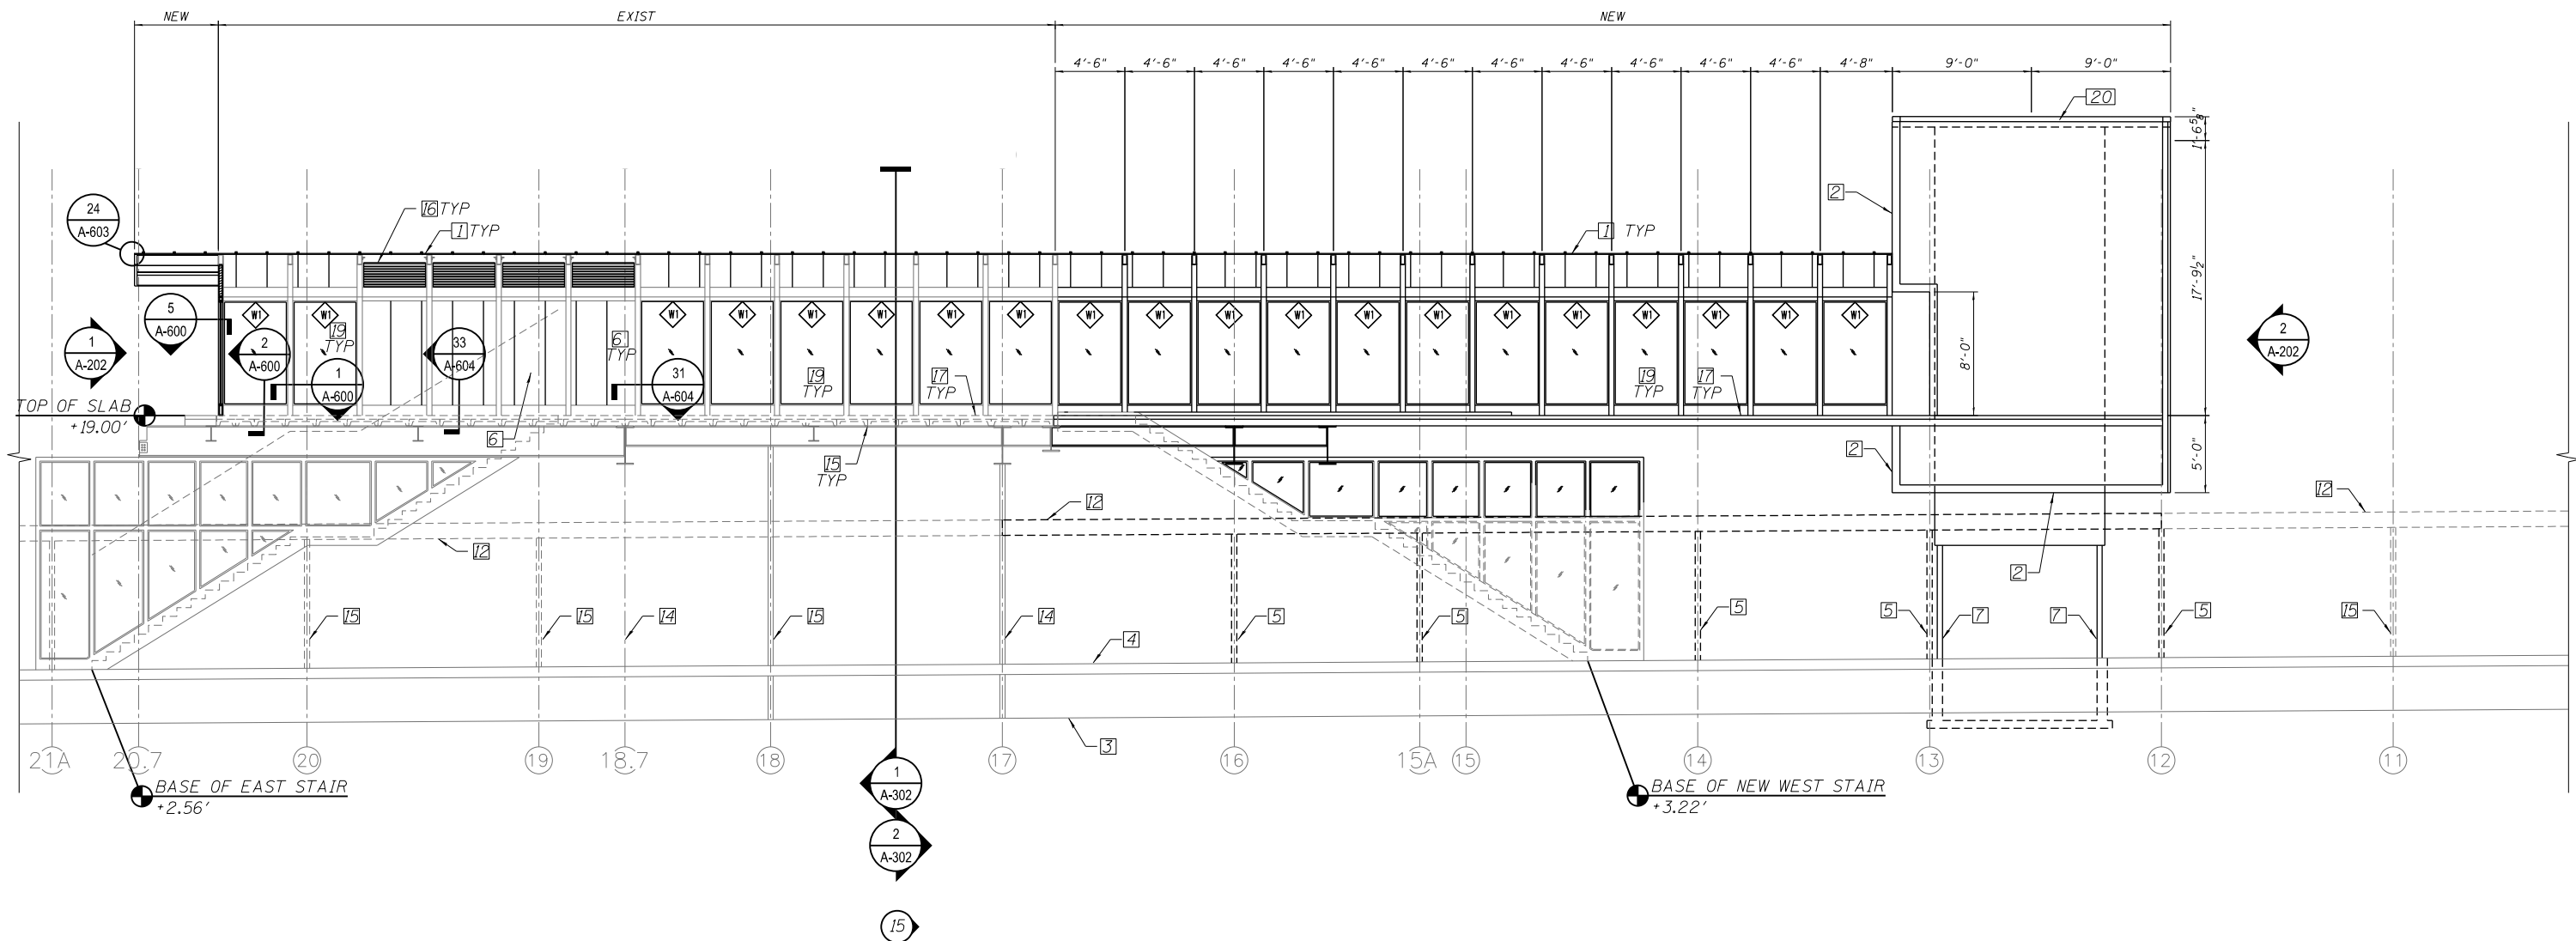 NEW EXIST NEW
4'-6" 4'-6" 4'-6" 4'-6" 4'-6" 4'-6" 4'-6" 4'-6" 4'-6" 4'-6" 4'-6" 4'-8" 9'-0" 9'-0"
20
1'-6 5/8"
2
24
A-603
16 TYP
1 TYP
1 TYP
17'-9 1/2"
5
A-600
W1 W1 W1 W1 W1 W1 W1 W1 W1 W1 W1 W1 W1 W1 W1 W1 W1 W1 W1 W1
19
TYP
6
TYP
1
A-202
2
A-600
33
A-604
8'-0"
2
A-202
1
A-600
31
A-604
19
TYP
17
TYP
19
TYP
17
TYP
TOP OF SLAB
+19.00'
6
2
5'-0"
15
TYP
12
12
12
2
15 15 14 15 14 5 5 5 5 7 7 5 15
4
3
21A 20.7 20 19 18.7 18 17 16 15A 15 14 13 12 11
BASE OF EAST STAIR
+2.56'
1
A-302
BASE OF NEW WEST STAIR
+3.22'
2
A-302
15